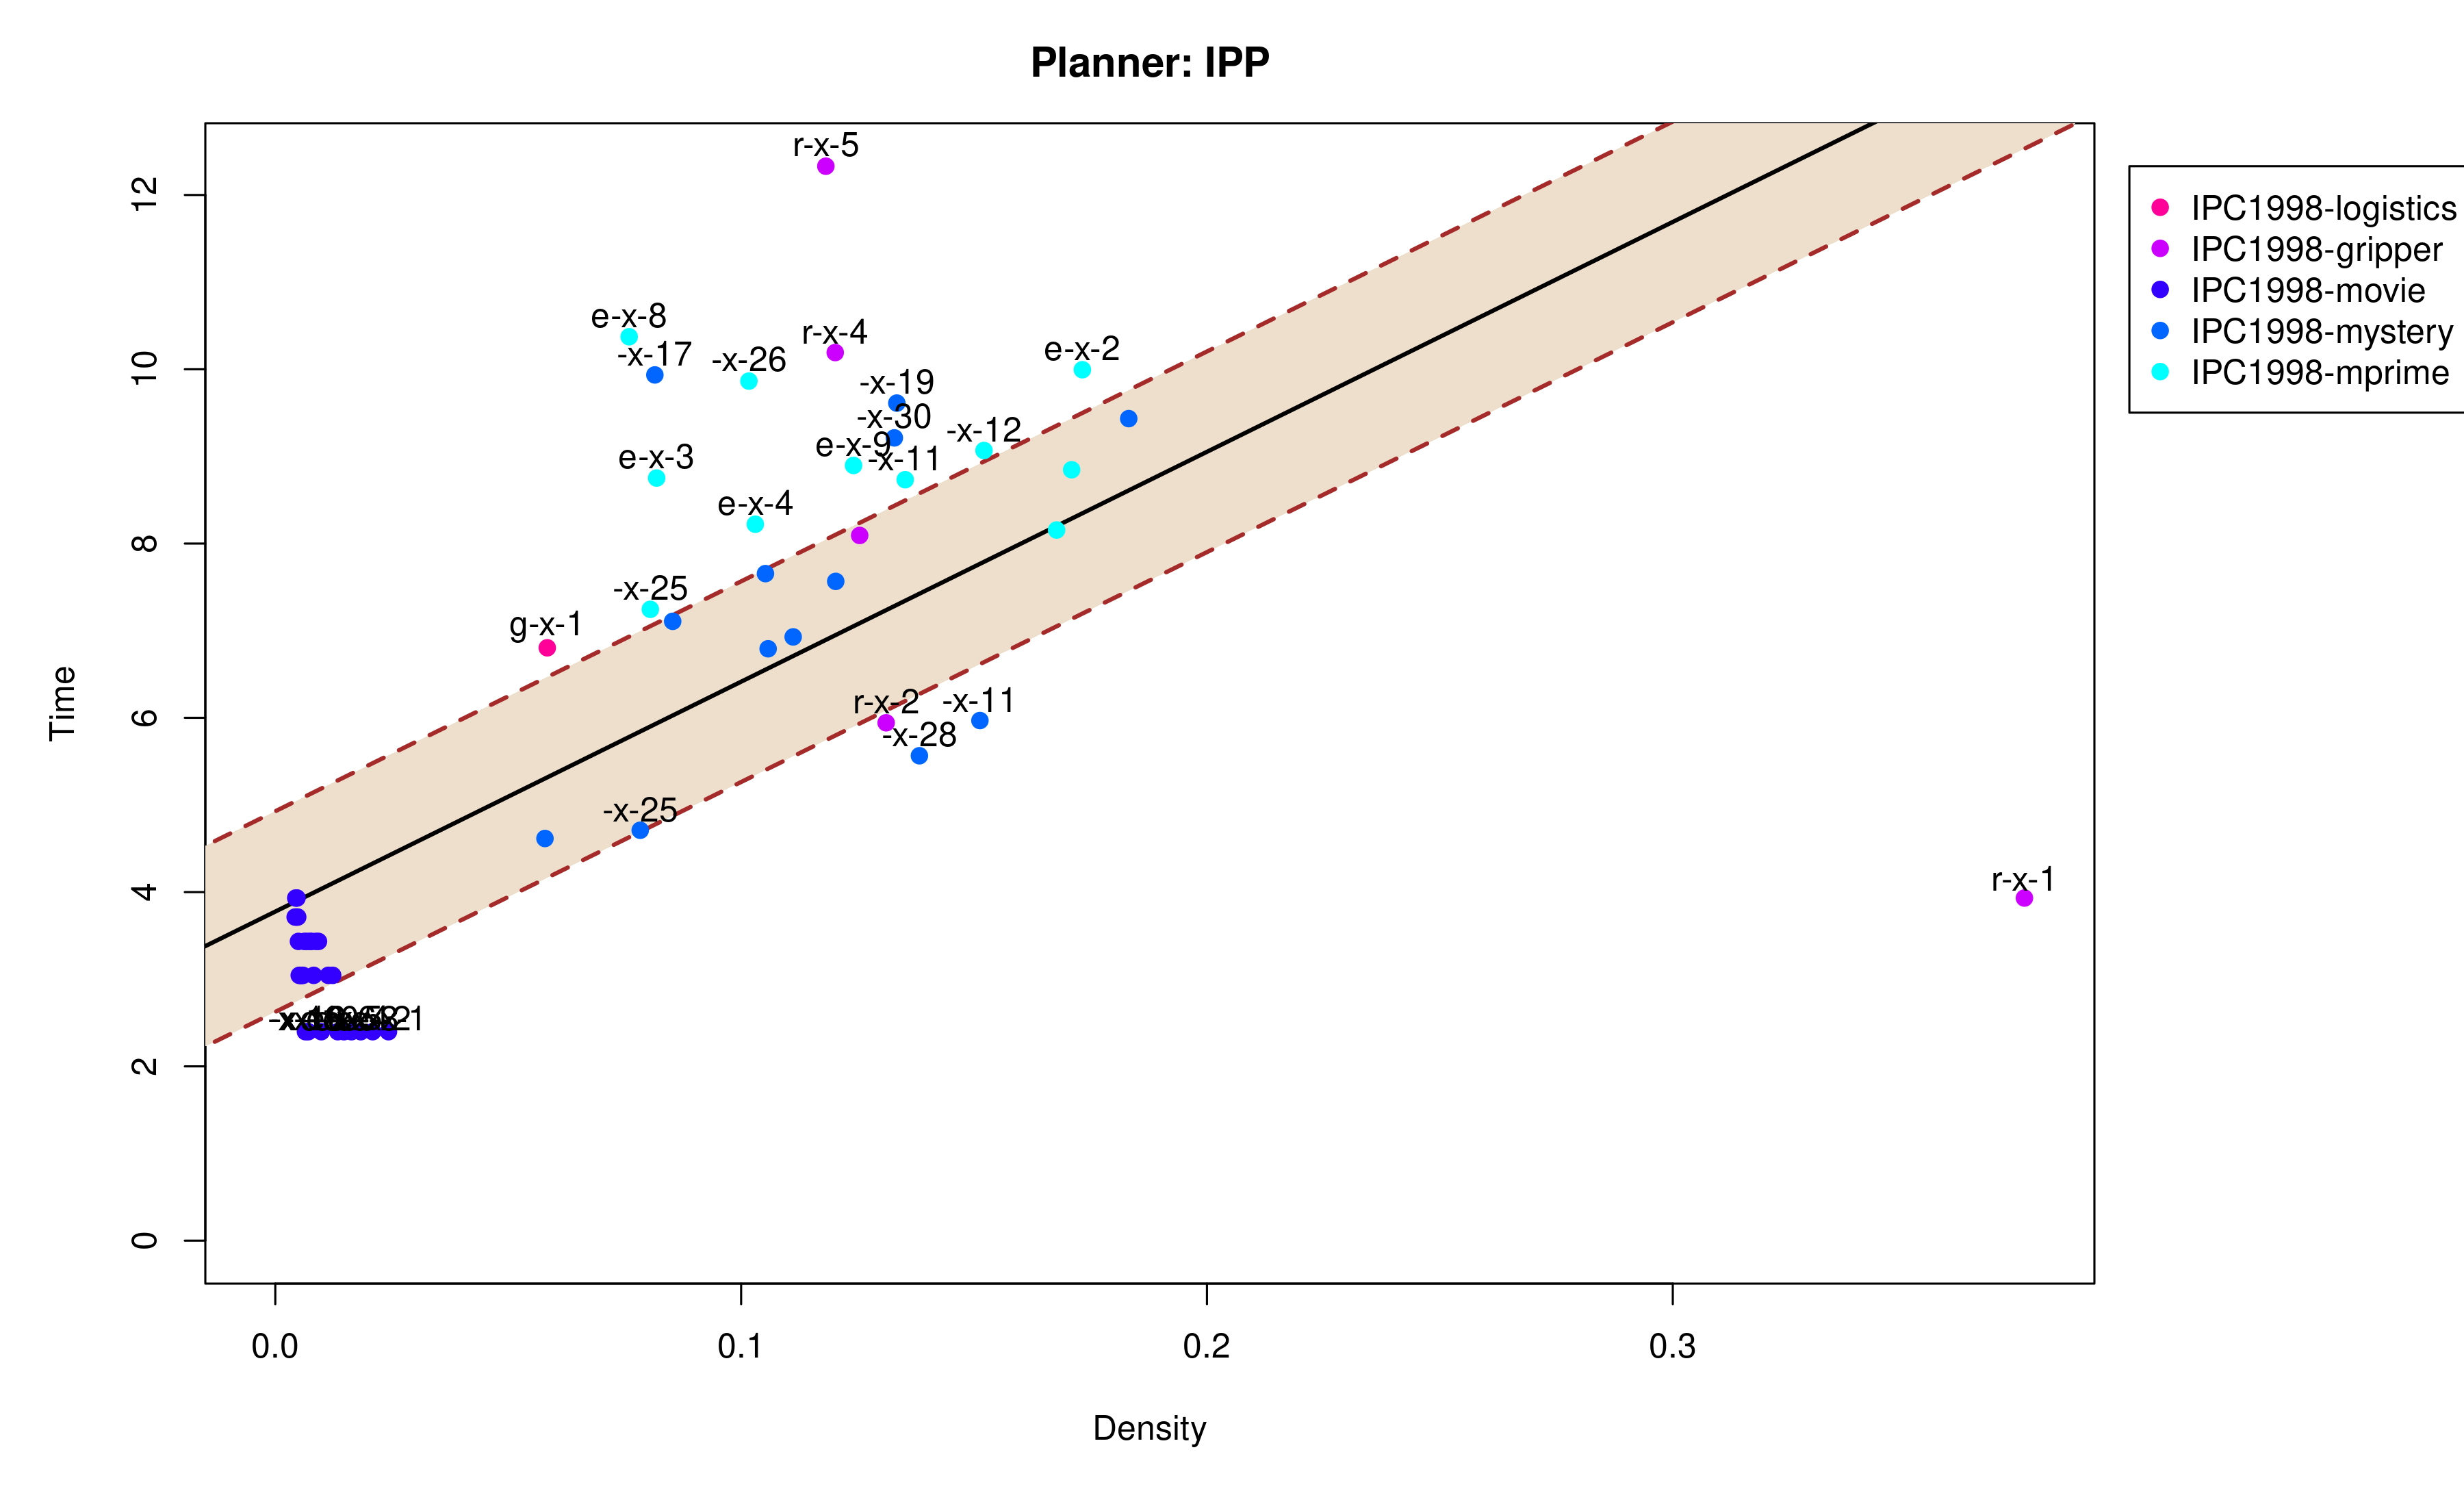 Planner: IPP
r-x-5
e-x-8
r-x-4
-x-17
-x-26
e-x-2
-x-19
-x-30
-x-12
e-x-9
-x-11
e-x-3
e-x-4
-x-25
g-x-1
r-x-2
-x-11
-x-28
-x-25
r-x-1
IPC1998-logistics
IPC1998-gripper
IPC1998-movie
IPC1998-mystery
IPC1998-mprime
12
10
8
6
4
2
0
Time
0.0
0.1
0.2
0.3
Density